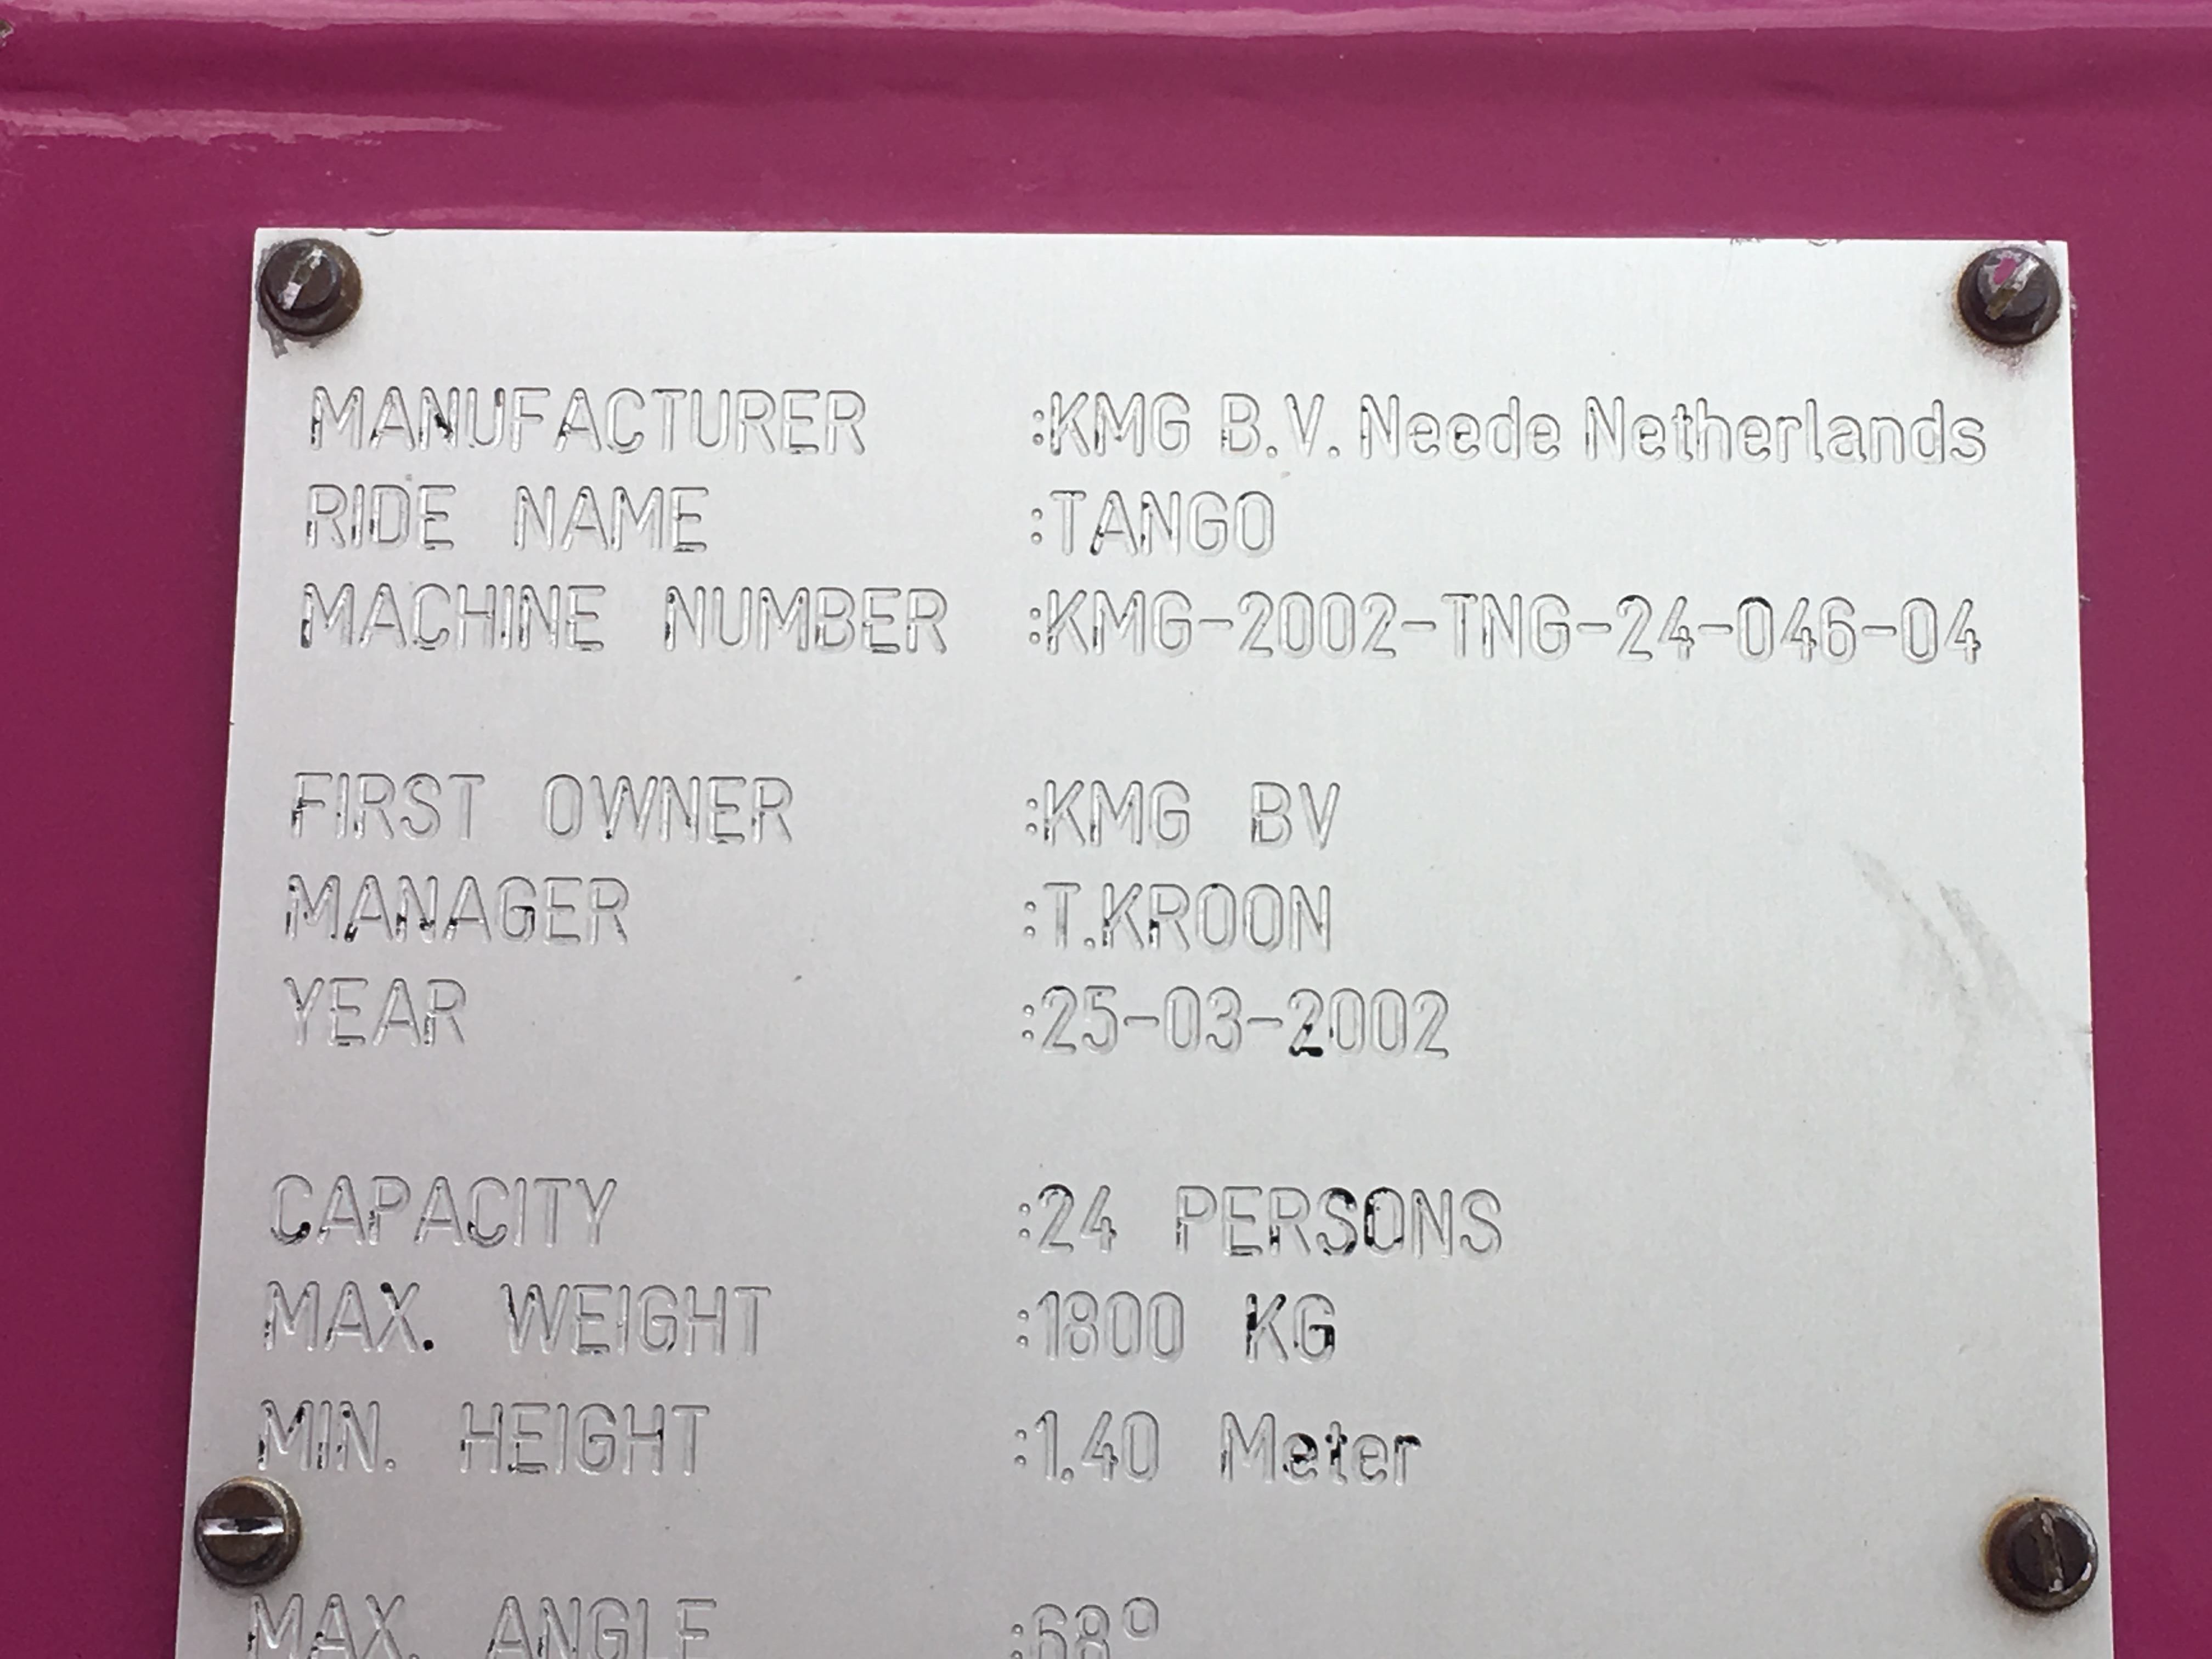 MANUFACTURER :KMG B.V. Neede Netherlands
RIDE NAME :TANGO
MACHINE NUMBER :KMG-2002-TNG-24-046-04
FIRST OWNER :KMG BV
MANAGER :T.KROON
YEAR :25-03-2002
CAPACITY :24 PERSONS
MAX. WEIGHT :1800 KG
MIN. HEIGHT :1.40 Meter
MAX. ANGLE :68º